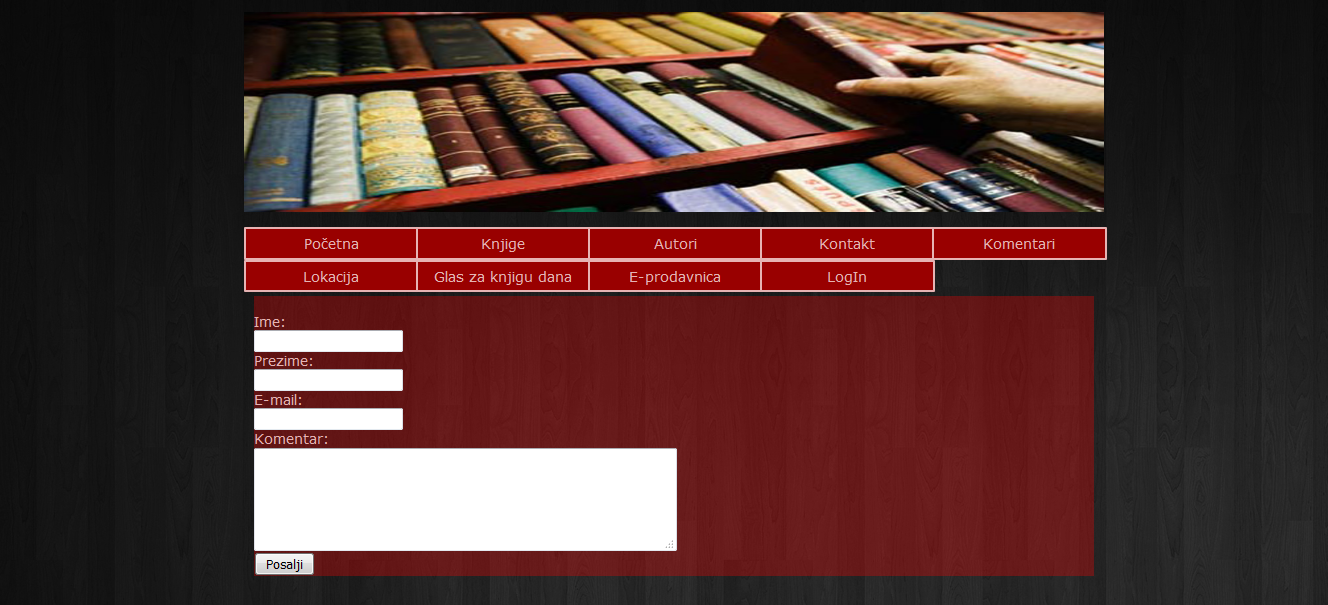 Početna Knjige Autori Kontakt Komentari
Lokacija Glas za knjigu dana E-prodavnica LogIn
Ime:
Prezime:
E-mail:
Komentar:
Posalji